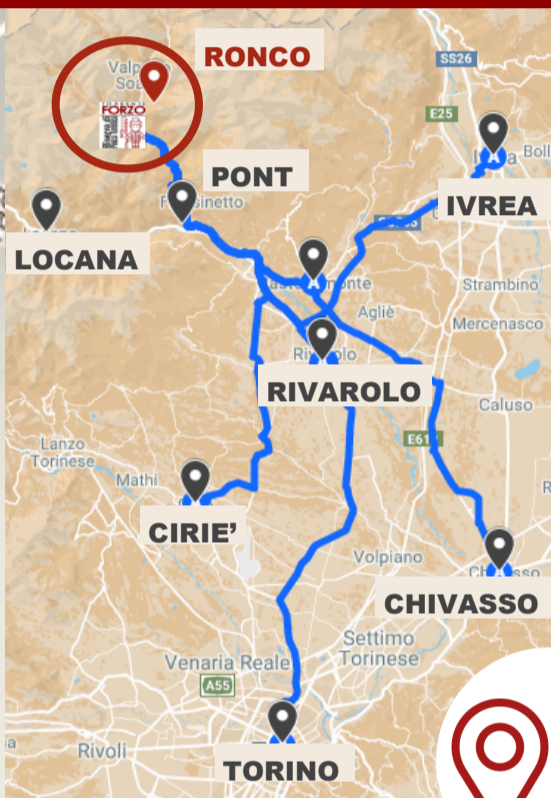 RONCO
SS26
FORZO
E25
PONT
IVREA
LOCANA
Strambino
Agliè
Mercenasco
RIVAROLO
Caluso
Lanzo
Torinese
Mathi
CIRIE’
Volpiano
CHIVASSO
Settimo
Torinese
Venaria Reale
A55
Rivoli
TORINO